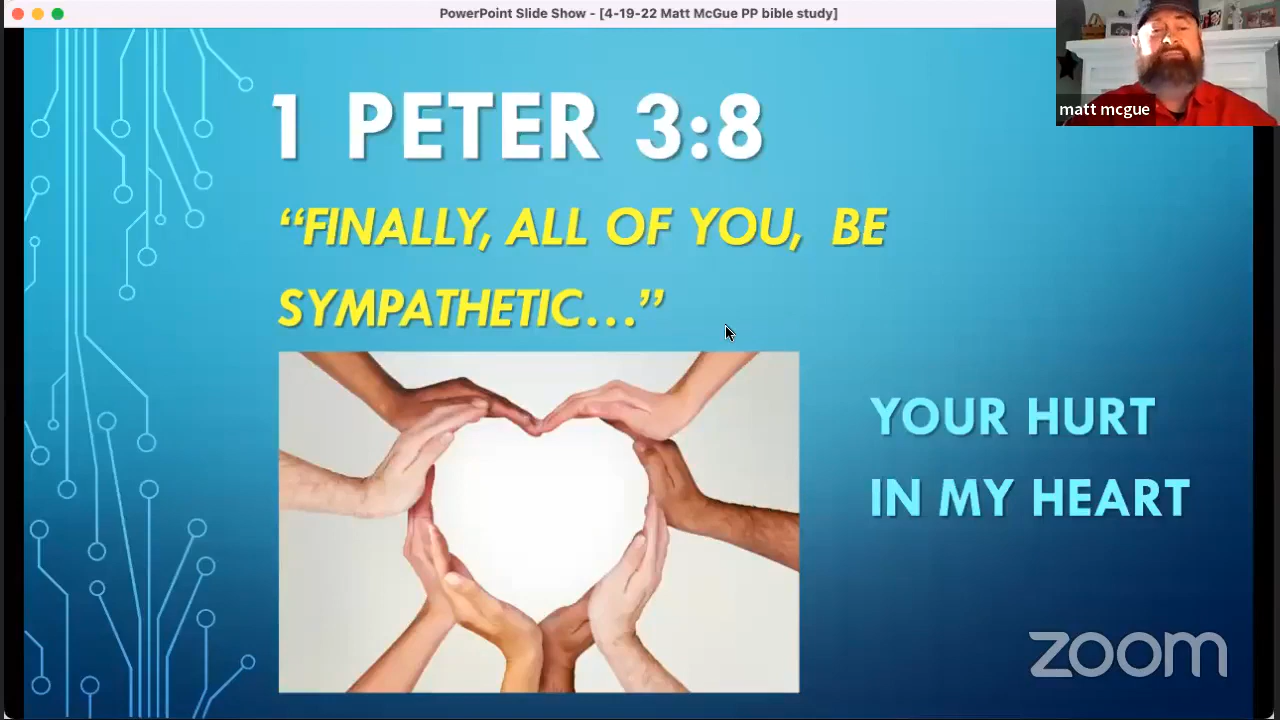 PowerPoint Slide Show - [4-19-22 Matt McGue PP bible study]
matt mcgue
1 PETER 3:8
“FINALLY, ALL OF YOU, BE
SYMPATHETIC…”
YOUR HURT
IN MY HEART
zoom